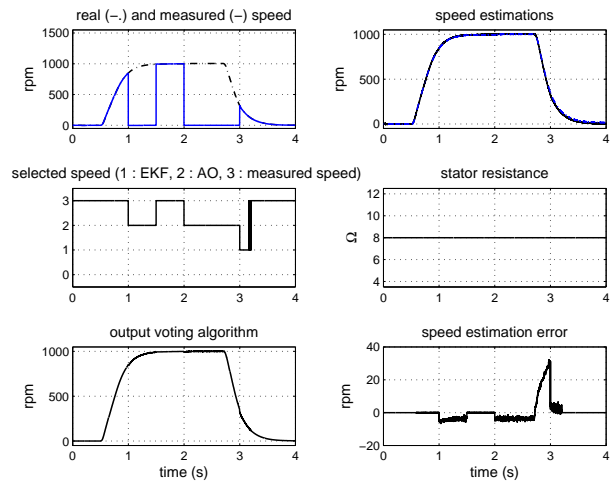 real (−.) and measured (−) speed
rpm
1500
1000
500
0
0 1 2 3 4
speed estimations
rpm
1000
500
0
0 1 2 3 4
selected speed (1 : EKF, 2 : AO, 3 : measured speed)
3
2
1
0
0 1 2 3 4
stator resistance
Ω
12
10
8
6
4
0 1 2 3 4
output voting algorithm
rpm
1000
500
0
0 1 2 3 4
time (s)
speed estimation error
rpm
40
20
0
−20
0 1 2 3 4
time (s)